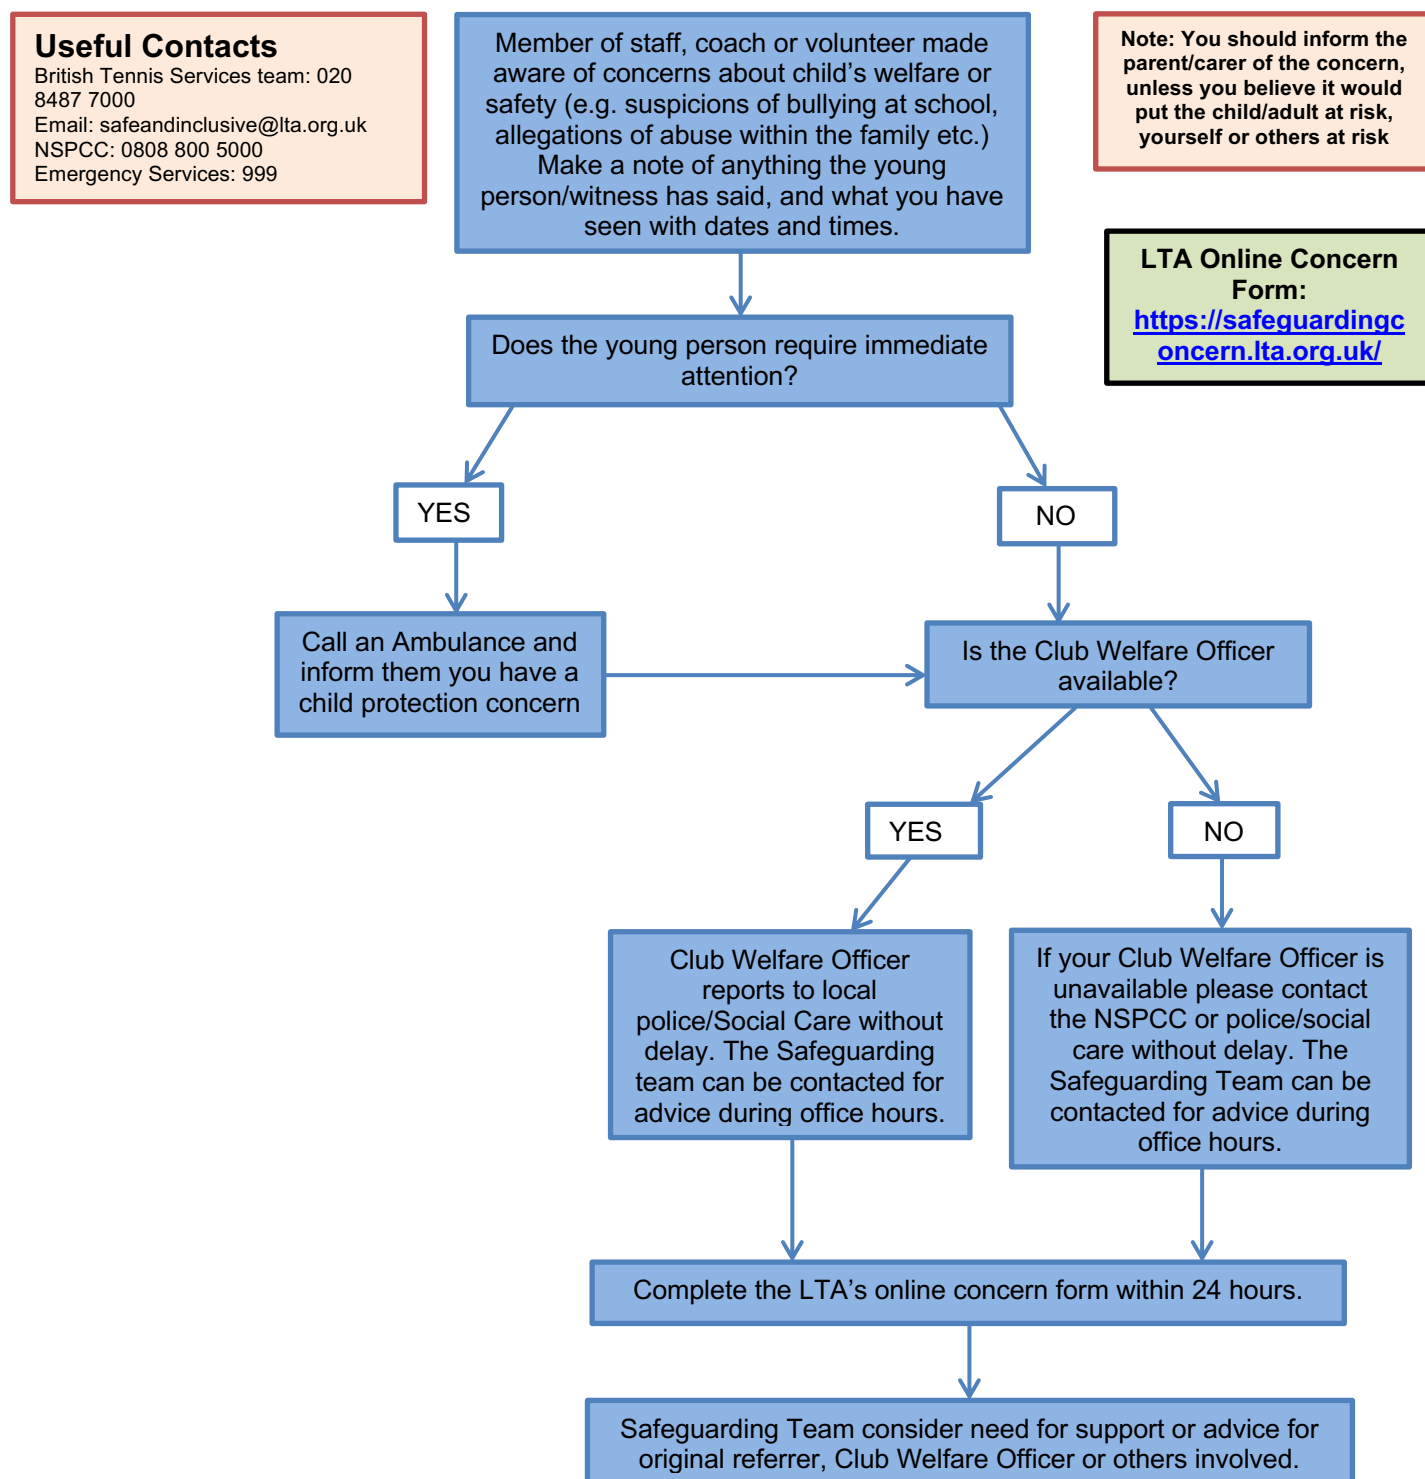 Useful Contacts
British Tennis Services team: 020
8487 7000
Email: safeandinclusive@lta.org.uk
NSPCC: 0808 800 5000
Emergency Services: 999
Member of staff, coach or volunteer made
aware of concerns about child’s welfare or
safety (e.g. suspicions of bullying at school,
allegations of abuse within the family etc.)
Make a note of anything the young
person/witness has said, and what you have
seen with dates and times.
Note: You should inform the
parent/carer of the concern,
unless you believe it would
put the child/adult at risk,
yourself or others at risk
LTA Online Concern
Form:
https://safeguardingc
oncern.lta.org.uk/
Does the young person require immediate
attention?
YES
NO
Call an Ambulance and
inform them you have a
child protection concern
Is the Club Welfare Officer
available?
YES
NO
Club Welfare Officer
reports to local
police/Social Care without
delay. The Safeguarding
team can be contacted for
advice during office hours.
If your Club Welfare Officer is
unavailable please contact
the NSPCC or police/social
care without delay. The
Safeguarding Team can be
contacted for advice during
office hours.
Complete the LTA’s online concern form within 24 hours.
Safeguarding Team consider need for support or advice for
original referrer, Club Welfare Officer or others involved.